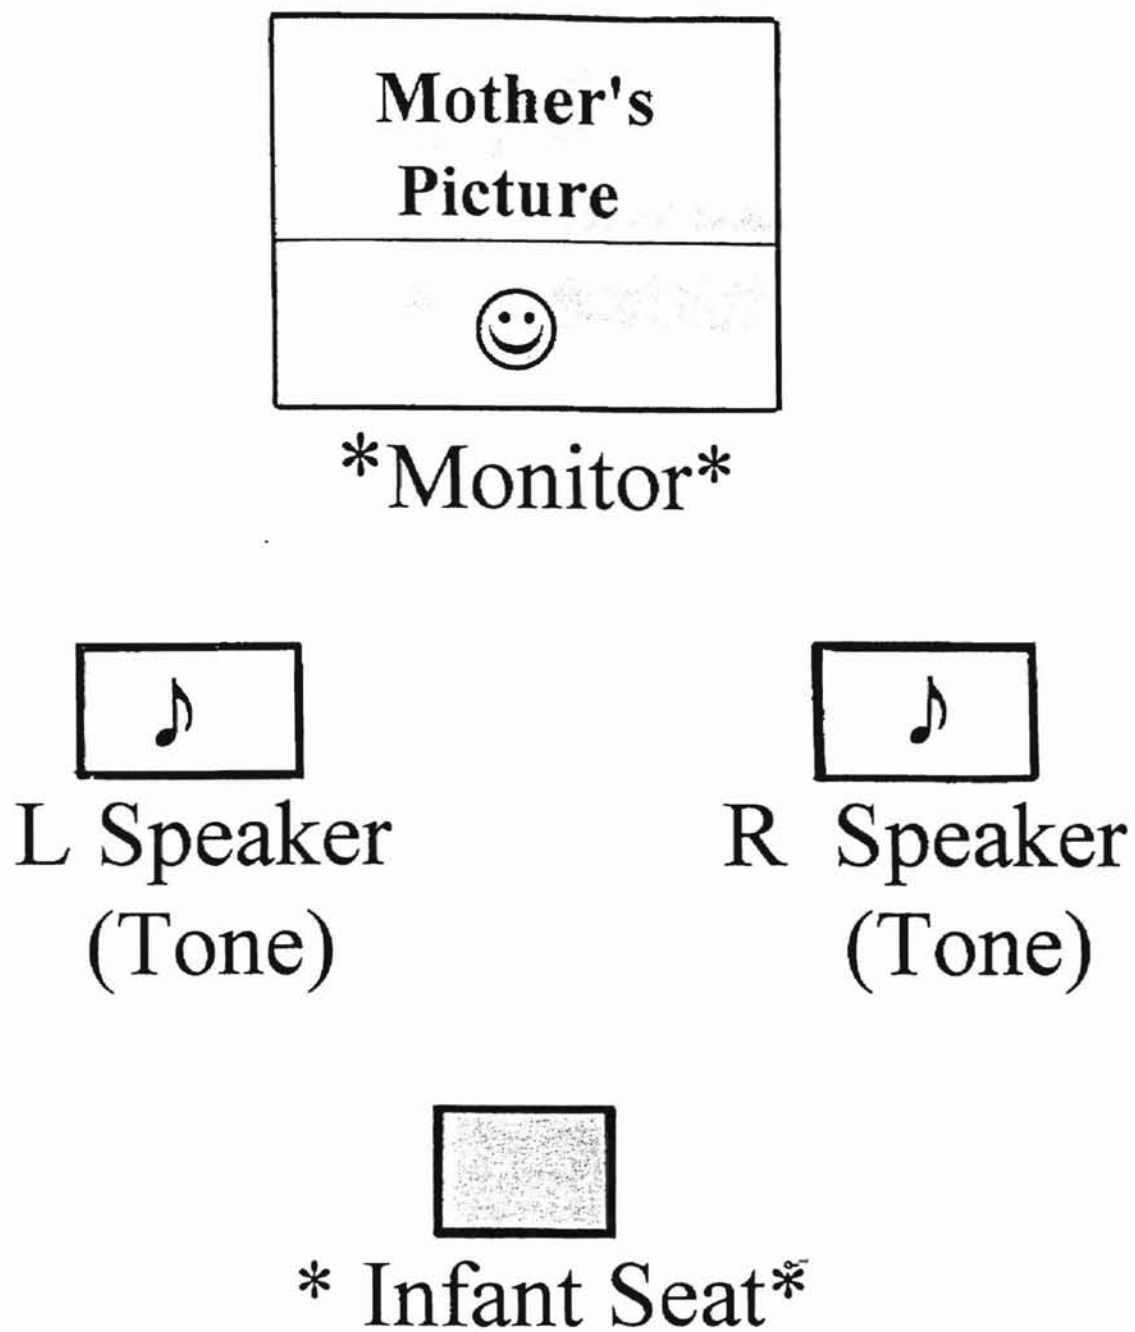 Mother's
Picture
*Monitor*
L Speaker
(Tone)
R Speaker
(Tone)
* Infant Seat*